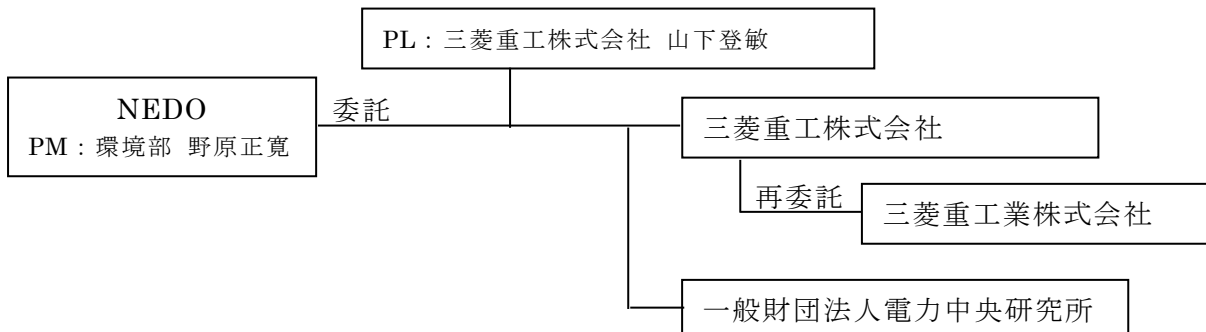 PL：三菱重工株式会社 山下登敏
NEDO
PM：環境部 野原正寛
委託
三菱重工株式会社
再委託
三菱重工業株式会社
一般財団法人電力中央研究所